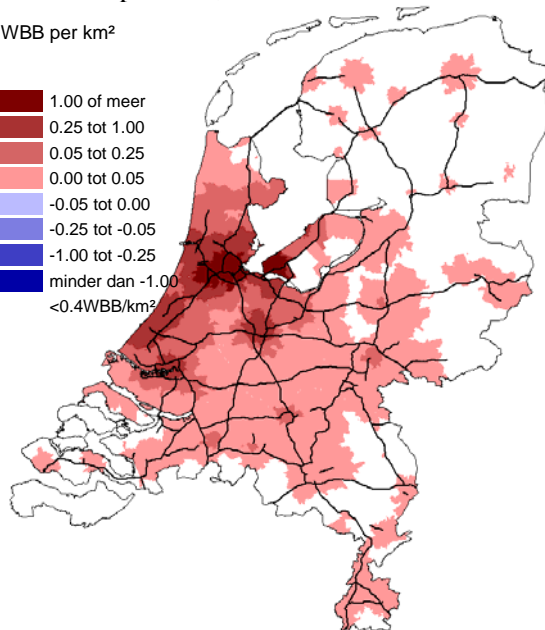 WBB per km²
1.00 of meer
0.25 tot 1.00
0.05 tot 0.25
0.00 tot 0.05
-0.05 tot 0.00
-0.25 tot -0.05
-1.00 tot -0.25
minder dan -1.00
<0.4WBB/km²